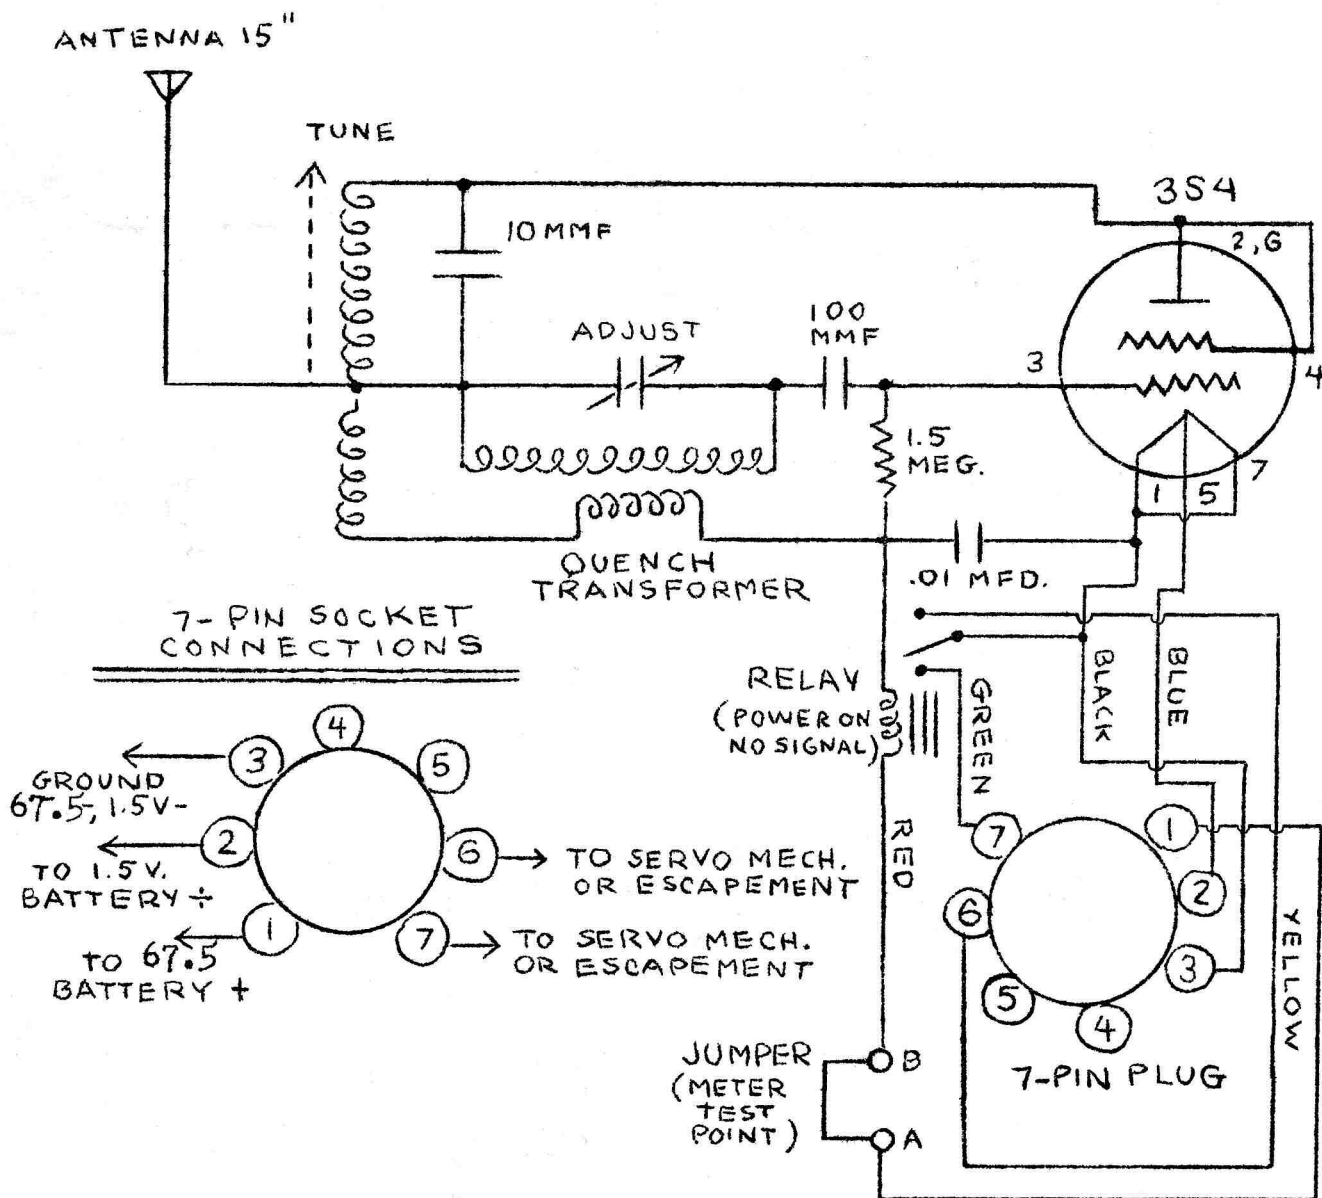 ANTENNA 15"
TUNE
3S4
2, G
10 MMF
100
MMF
ADJUST
3
4
1.5
MEG.
7
1
5
QUENCH
TRANSFORMER
.01 MFD.
7-PIN SOCKET
CONNECTIONS
RELAY
(POWER ON
NO SIGNAL)
GREEN
BLACK
BLUE
RED
YELLOW
4
3
5
GROUND
67.5-, 1.5V-
2
6
TO 1.5 V.
BATTERY ÷
TO SERVO MECH.
OR ESCAPEMENT
1
7
TO 67.5
BATTERY +
TO SERVO MECH.
OR ESCAPEMENT
7
1
2
6
3
5
4
7-PIN PLUG
JUMPER
(METER
TEST
POINT)
B
A